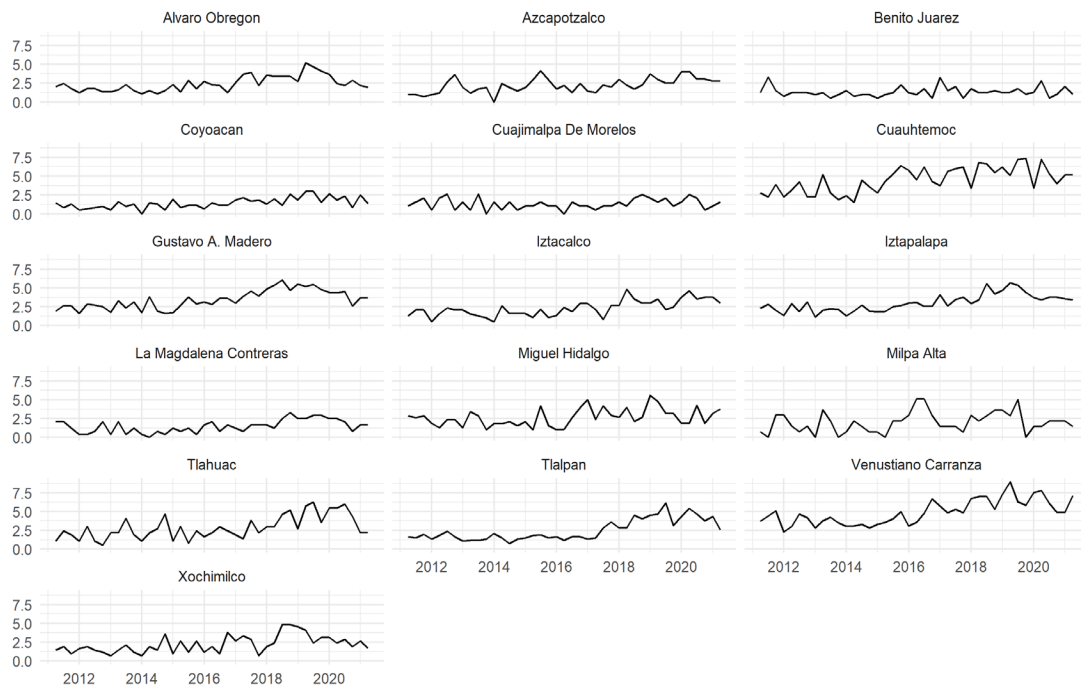 Alvaro Obregon
Azcapotzalco
Benito Juarez
7.5
5.0
2.5
0.0
Coyoacan
Cuajimalpa De Morelos
Cuauhtemoc
7.5
5.0
2.5
0.0
Gustavo A. Madero
Iztacalco
Iztapalapa
7.5
5.0
2.5
0.0
La Magdalena Contreras
Miguel Hidalgo
Milpa Alta
7.5
5.0
2.5
0.0
Tlahuac
Tlalpan
Venustiano Carranza
7.5
5.0
2.5
0.0
2012 2014 2016 2018 2020
2012 2014 2016 2018 2020
Xochimilco
7.5
5.0
2.5
0.0
2012 2014 2016 2018 2020